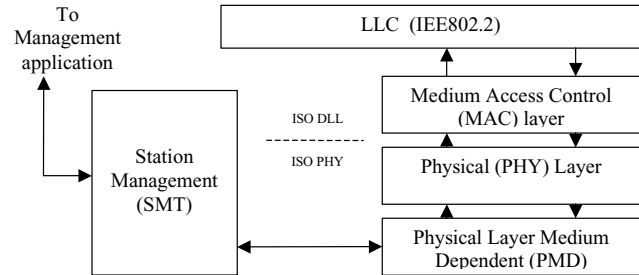 To
Management
application
LLC (IEE802.2)
Medium Access Control
(MAC) layer
ISO DLL
ISO PHY
Station
Management
(SMT)
Physical (PHY) Layer
Physical Layer Medium
Dependent (PMD)